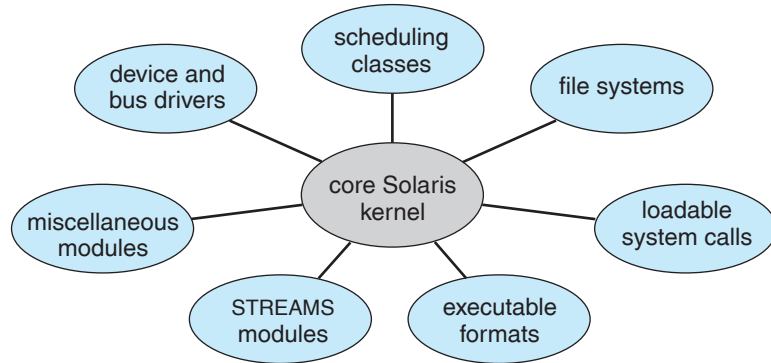 scheduling
classes
device and
bus drivers
file systems
core Solaris
kernel
miscellaneous
modules
loadable
system calls
STREAMS
modules
executable
formats